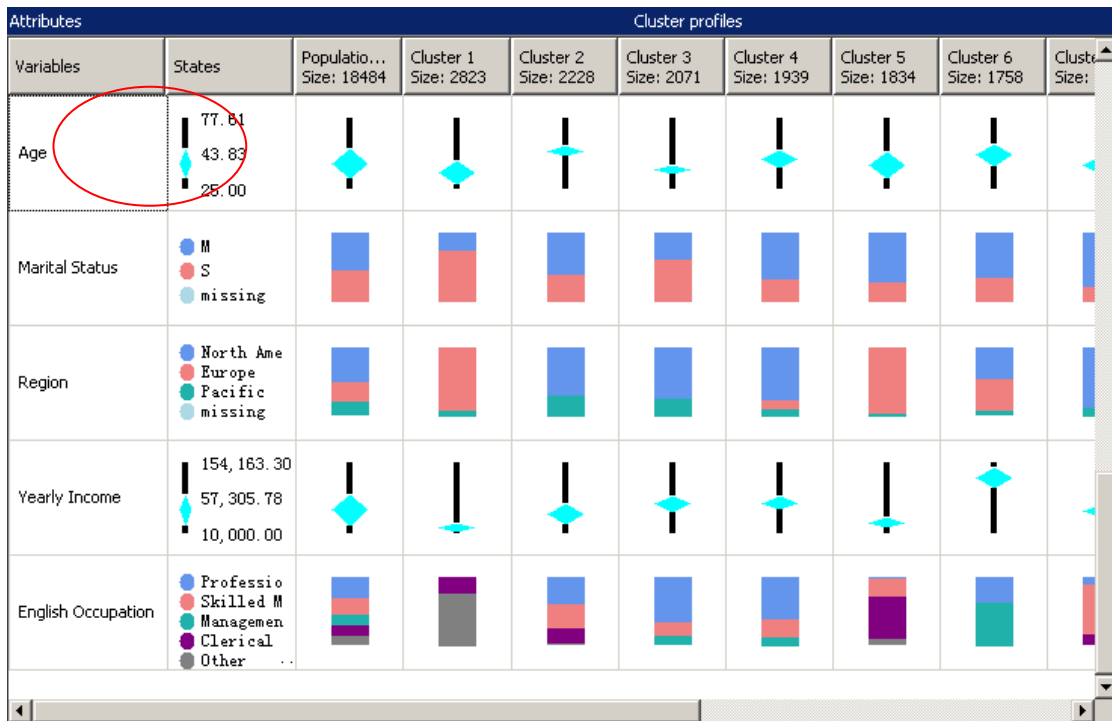 Attributes Cluster profiles
Variables States Populatio... Size: 18484 Cluster 1 Size: 2823 Cluster 2 Size: 2228 Cluster 3 Size: 2071 Cluster 4 Size: 1939 Cluster 5 Size: 1834 Cluster 6 Size: 1758 Size:
Age
77.61
43.83
25.00
Marital Status
M
S
missing
Region
North Ame
Europe
Pacific
missing
Yearly Income
154,163.30
57,305.78
10,000.00
English Occupation
Professio
Skilled M
Managemen
Clerical
Other ..